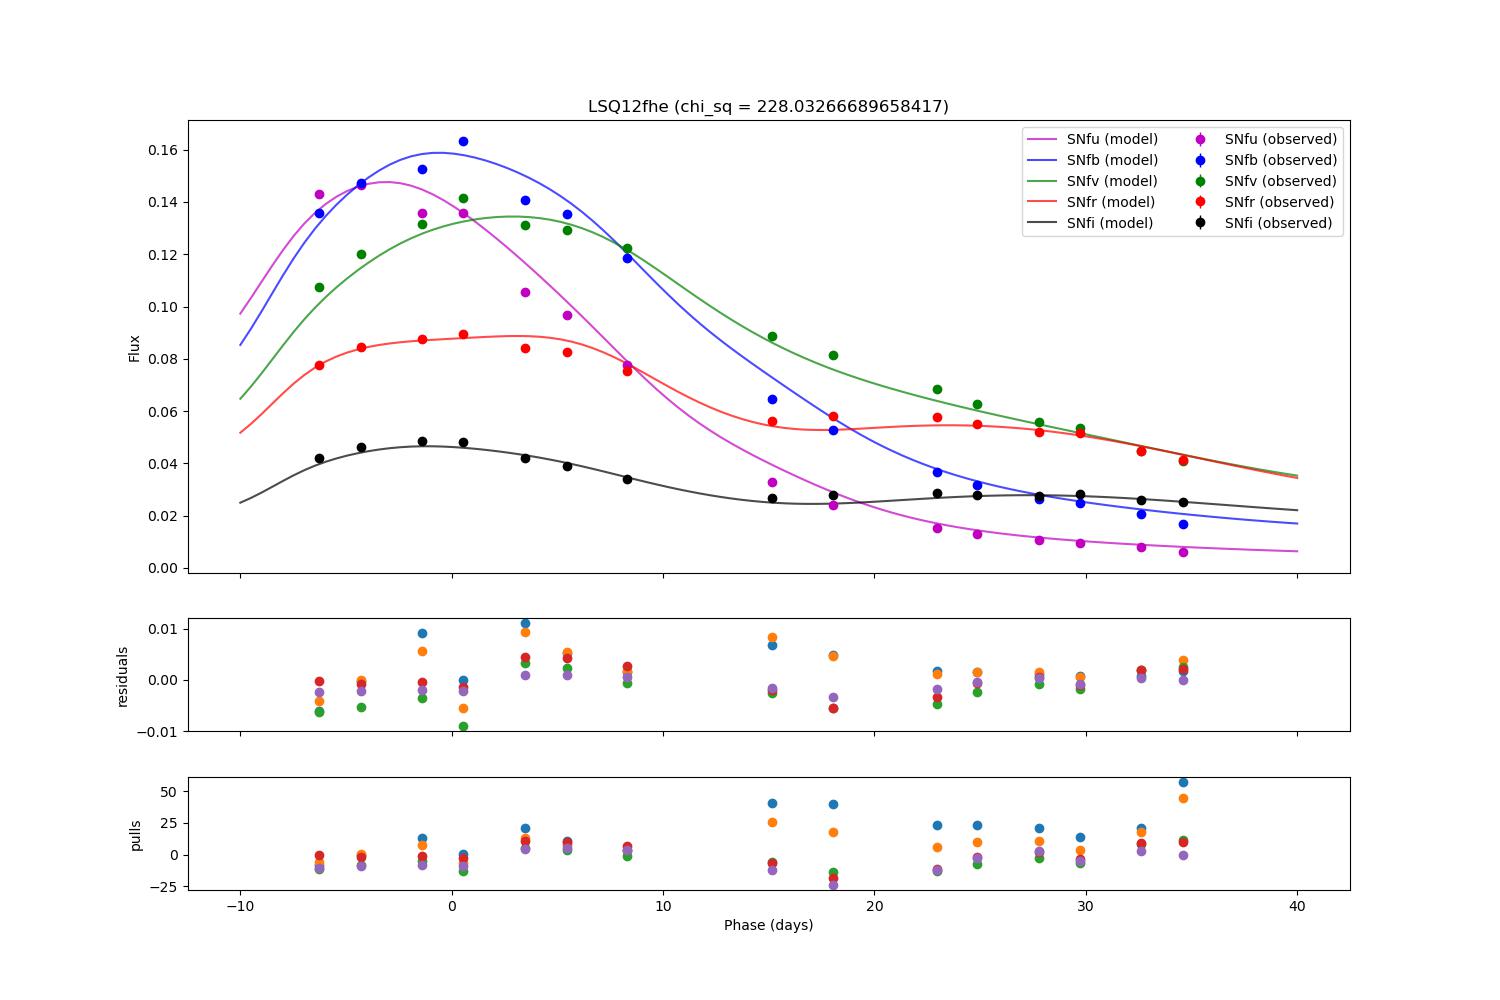 LSQ12fhe (chi_sq = 228.03266689658417)
0.16
0.14
0.12
0.10
0.08
0.06
0.04
0.02
0.00
Flux
SNfu (model)
SNfb (model)
SNfv (model)
SNfr (model)
SNfi (model)
SNfu (observed)
SNfb (observed)
SNfv (observed)
SNfr (observed)
SNfi (observed)
0.01
0.00
−0.01
residuals
50
25
0
−25
pulls
−10
0
10
20
30
40
Phase (days)